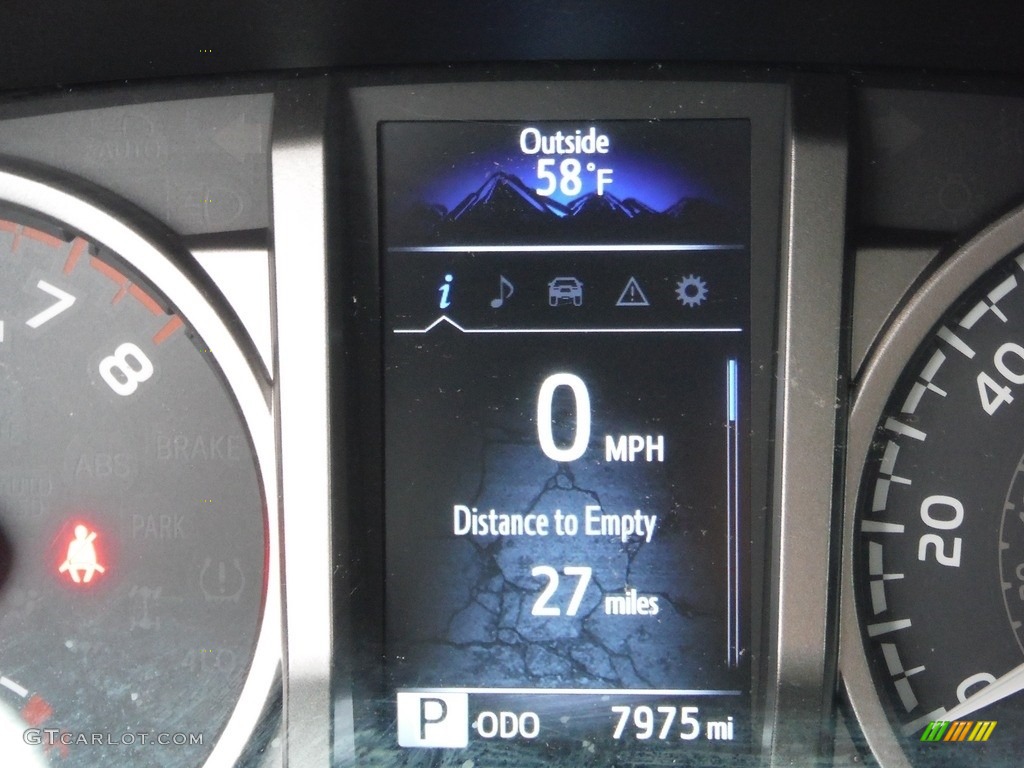 Outside
58°F
i
0 MPH
Distance to Empty
27 miles
P ODO 7975 mi
7
8
BRAKE
ABS
PARK
40
20
0
GTCARLOT.COM